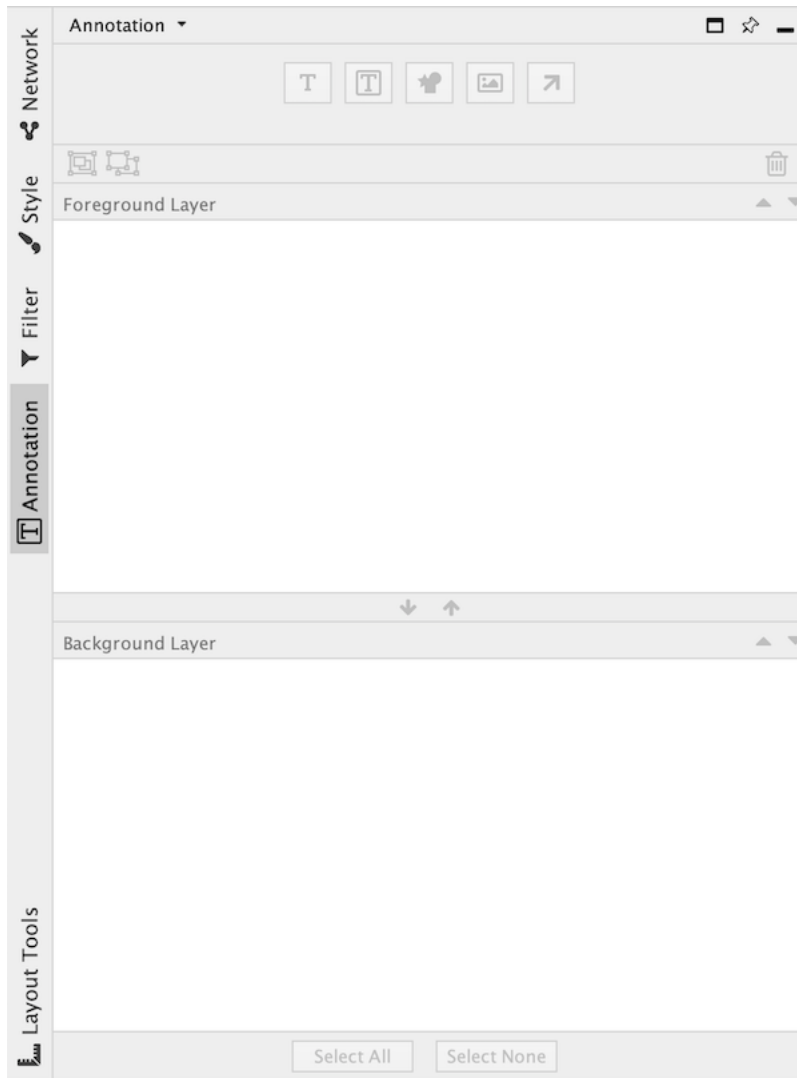 Annotation
Network
Style
Filter
Annotation
Layout Tools
T
T
Foreground Layer
Background Layer
Select All
Select None